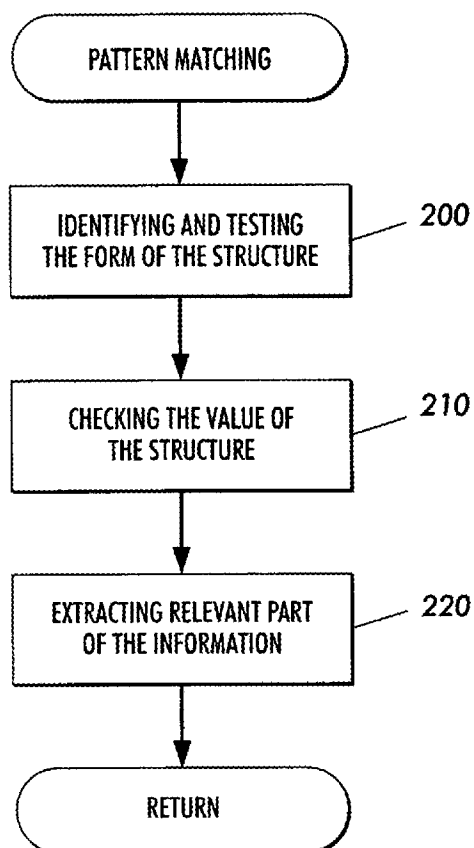 PATTERN MATCHING
IDENTIFYING AND TESTING
THE FORM OF THE STRUCTURE
200
CHECKING THE VALUE OF
THE STRUCTURE
210
EXTRACTING RELEVANT PART
OF THE INFORMATION
220
RETURN